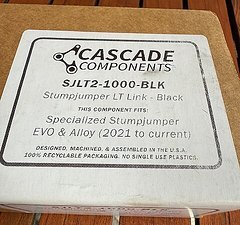 CASCADE
COMPONENTS
SJLT2-1000-BLK
Stumpjumper LT Link - Black
THIS COMPONENT FITS:
Specialized Stumpjumper
EVO & Alloy (2021 to current)
DESIGNED, MACHINED, & ASSEMBLED IN THE U.S.A.
100% RECYCLABLE PACKAGING. NO SINGLE USE PLASTICS.